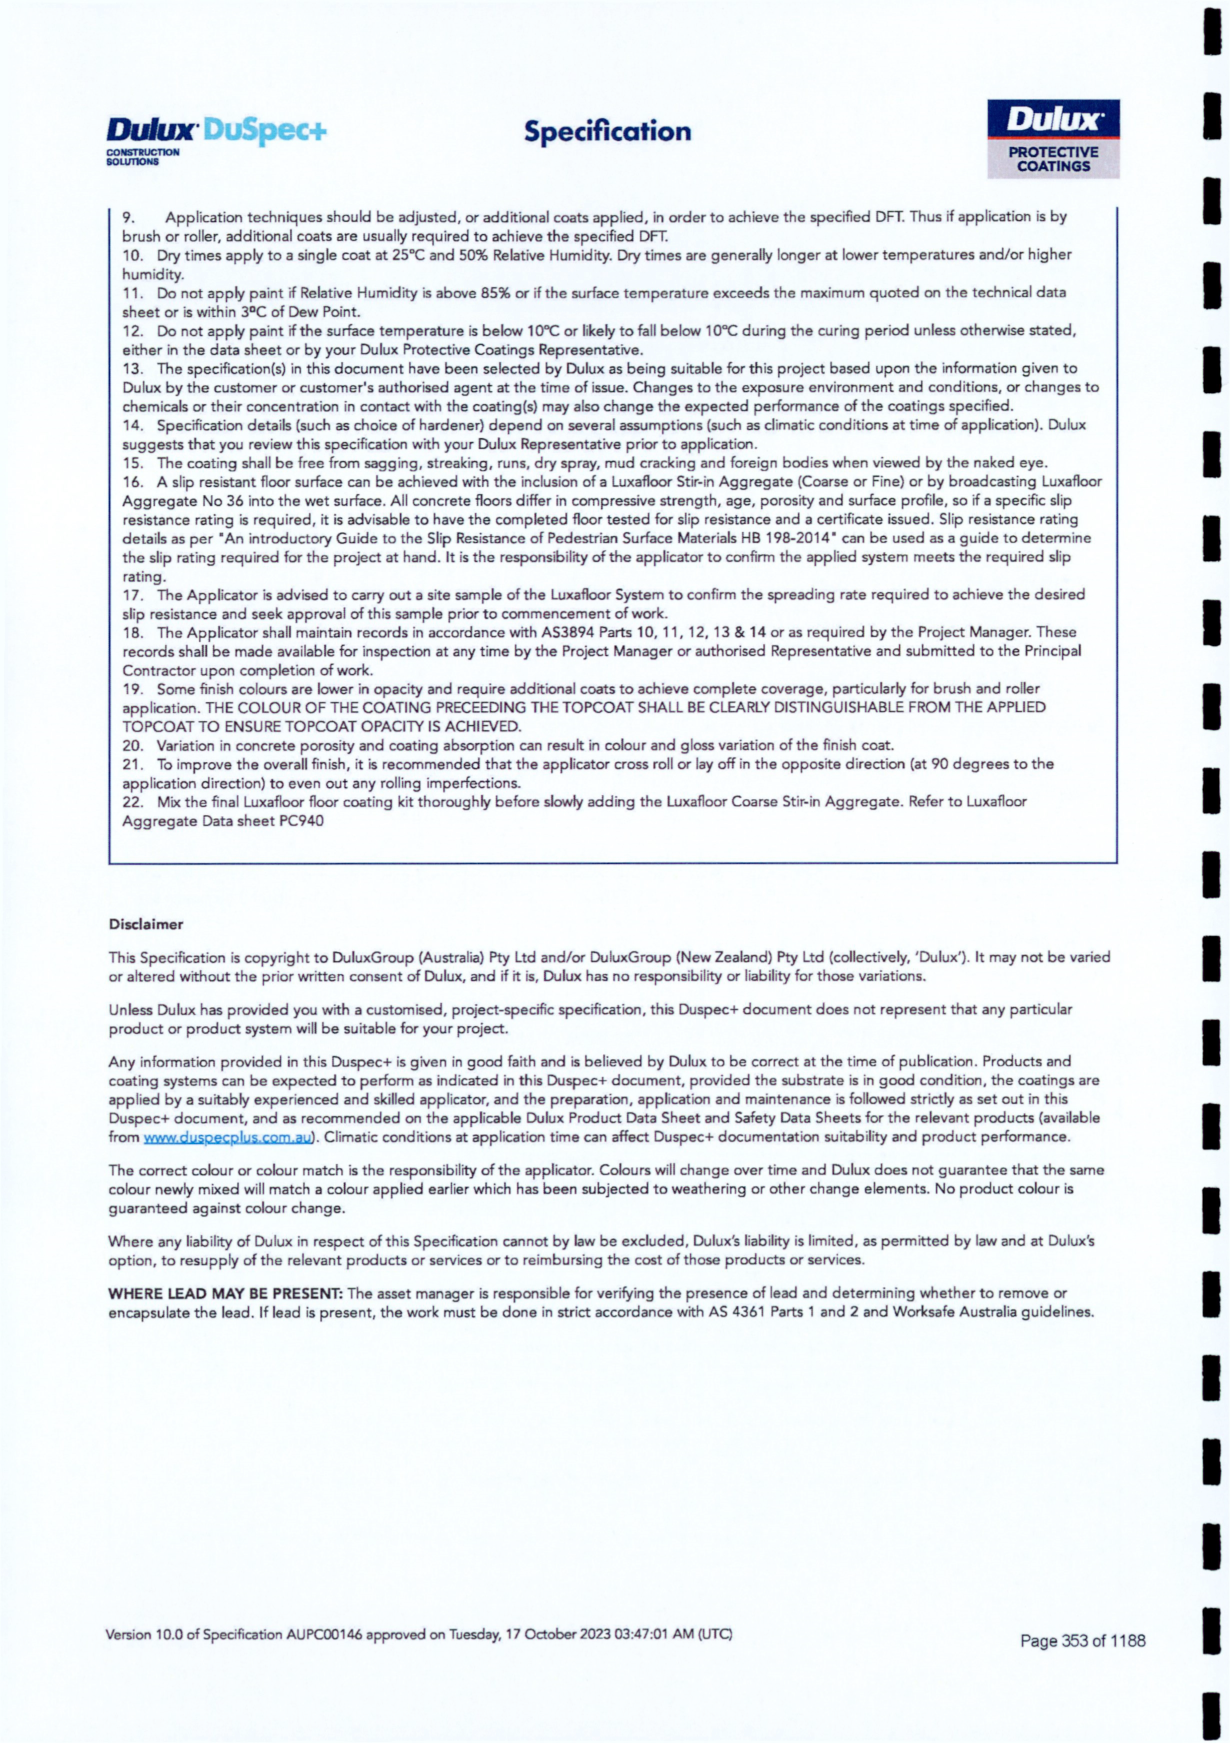 Dulux DuSpec+
CONSTRUCTION
SOLUTIONS
Specification
Dulux
PROTECTIVE
COATINGS
9. Application techniques should be adjusted, or additional coats applied, in order to achieve the specified DFT. Thus if application is by
brush or roller, additional coats are usually required to achieve the specified DFT.
10. Dry times apply to a single coat at 25ºC and 50% Relative Humidity. Dry times are generally longer at lower temperatures and/or higher
humidity.
11. Do not apply paint if Relative Humidity is above 85% or if the surface temperature exceeds the maximum quoted on the technical data
sheet or is within 3ºC of Dew Point.
12. Do not apply paint if the surface temperature is below 10ºC or likely to fall below 10ºC during the curing period unless otherwise stated,
either in the data sheet or by your Dulux Protective Coatings Representative.
13. The specification(s) in this document have been selected by Dulux as being suitable for this project based upon the information given to
Dulux by the customer or customer's authorised agent at the time of issue. Changes to the exposure environment and conditions, or changes to
chemicals or their concentration in contact with the coating(s) may also change the expected performance of the coatings specified.
14. Specification details (such as choice of hardener) depend on several assumptions (such as climatic conditions at time of application). Dulux
suggests that you review this specification with your Dulux Representative prior to application.
15. The coating shall be free from sagging, streaking, runs, dry spray, mud cracking and foreign bodies when viewed by the naked eye.
16. A slip resistant floor surface can be achieved with the inclusion of a Luxafloor Stir-in Aggregate (Coarse or Fine) or by broadcasting Luxafloor
Aggregate No 36 into the wet surface. All concrete floors differ in compressive strength, age, porosity and surface profile, so if a specific slip
resistance rating is required, it is advisable to have the completed floor tested for slip resistance and a certificate issued. Slip resistance rating
details as per "An introductory Guide to the Slip Resistance of Pedestrian Surface Materials HB 198-2014" can be used as a guide to determine
the slip rating required for the project at hand. It is the responsibility of the applicator to confirm the applied system meets the required slip
rating.
17. The Applicator is advised to carry out a site sample of the Luxafloor System to confirm the spreading rate required to achieve the desired
slip resistance and seek approval of this sample prior to commencement of work.
18. The Applicator shall maintain records in accordance with AS3894 Parts 10, 11, 12, 13 & 14 or as required by the Project Manager. These
records shall be made available for inspection at any time by the Project Manager or authorised Representative and submitted to the Principal
Contractor upon completion of work.
19. Some finish colours are lower in opacity and require additional coats to achieve complete coverage, particularly for brush and roller
application. THE COLOUR OF THE COATING PRECEEDING THE TOPCOAT SHALL BE CLEARLY DISTINGUISHABLE FROM THE APPLIED
TOPCOAT TO ENSURE TOPCOAT OPACITY IS ACHIEVED.
20. Variation in concrete porosity and coating absorption can result in colour and gloss variation of the finish coat.
21. To improve the overall finish, it is recommended that the applicator cross roll or lay off in the opposite direction (at 90 degrees to the
application direction) to even out any rolling imperfections.
22. Mix the final Luxafloor floor coating kit thoroughly before slowly adding the Luxafloor Coarse Stir-in Aggregate. Refer to Luxafloor
Aggregate Data sheet PC940
Disclaimer
This Specification is copyright to DuluxGroup (Australia) Pty Ltd and/or DuluxGroup (New Zealand) Pty Ltd (collectively, 'Dulux'). It may not be varied
or altered without the prior written consent of Dulux, and if it is, Dulux has no responsibility or liability for those variations.
Unless Dulux has provided you with a customised, project-specific specification, this Duspec+ document does not represent that any particular
product or product system will be suitable for your project.
Any information provided in this Duspec+ is given in good faith and is believed by Dulux to be correct at the time of publication. Products and
coating systems can be expected to perform as indicated in this Duspec+ document, provided the substrate is in good condition, the coatings are
applied by a suitably experienced and skilled applicator, and the preparation, application and maintenance is followed strictly as set out in this
Duspec+ document, and as recommended on the applicable Dulux Product Data Sheet and Safety Data Sheets for the relevant products (available
from www.duspecplus.com.au). Climatic conditions at application time can affect Duspec+ documentation suitability and product performance.
The correct colour or colour match is the responsibility of the applicator. Colours will change over time and Dulux does not guarantee that the same
colour newly mixed will match a colour applied earlier which has been subjected to weathering or other change elements. No product colour is
guaranteed against colour change.
Where any liability of Dulux in respect of this Specification cannot by law be excluded, Dulux's liability is limited, as permitted by law and at Dulux's
option, to resupply of the relevant products or services or to reimbursing the cost of those products or services.
WHERE LEAD MAY BE PRESENT: The asset manager is responsible for verifying the presence of lead and determining whether to remove or
encapsulate the lead. If lead is present, the work must be done in strict accordance with AS 4361 Parts 1 and 2 and Worksafe Australia guidelines.
Version 10.0 of Specification AUPC00146 approved on Tuesday, 17 October 2023 03:47:01 AM (UTC)
Page 353 of 1188